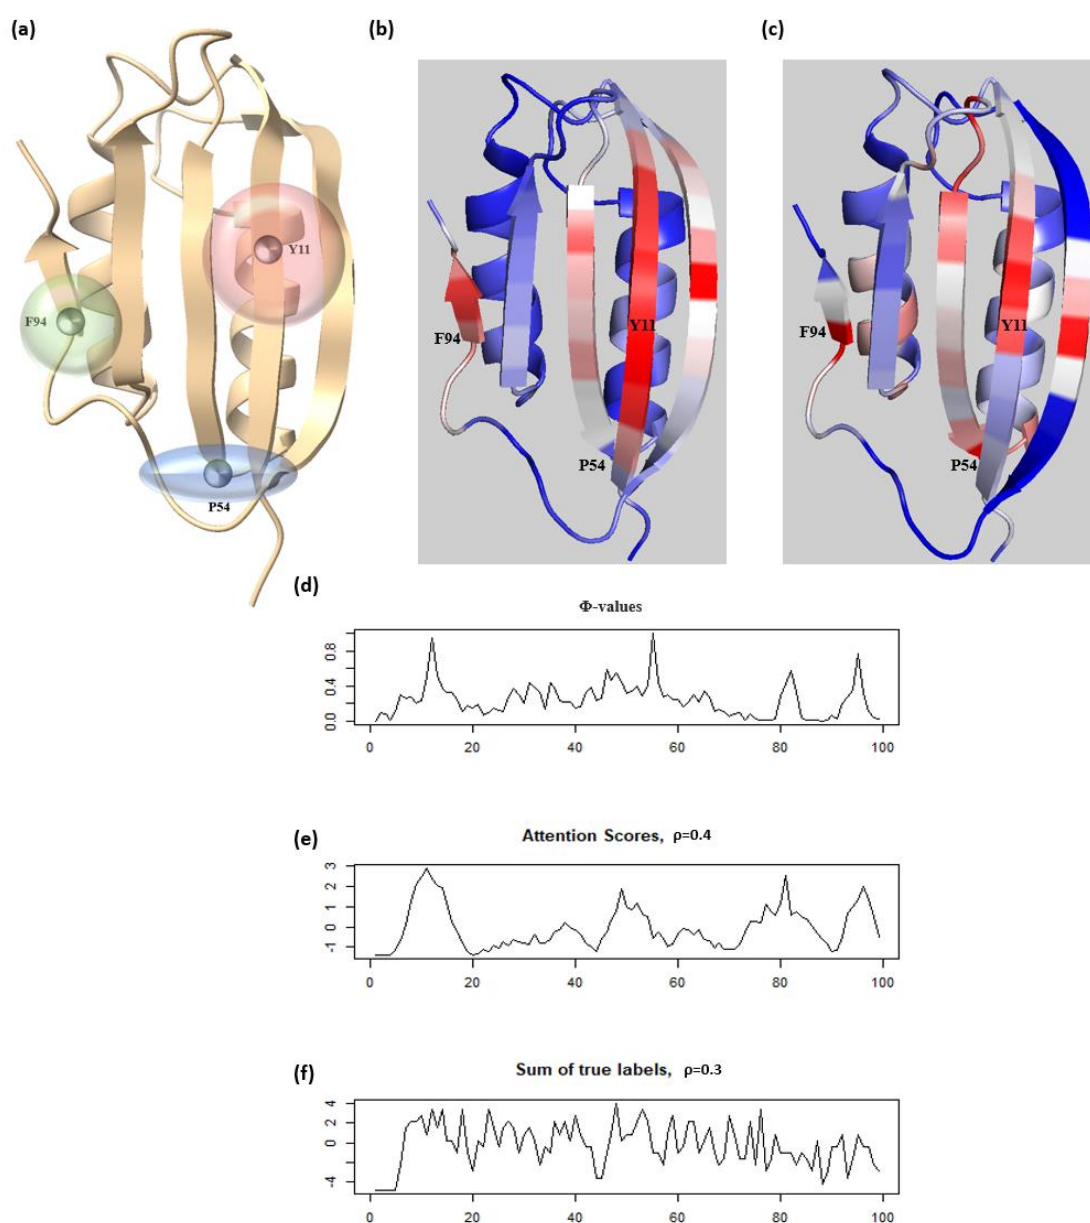 (a)
(b)
(c)
Y11
F94
P54
F94
Y11
P54
F94
Y11
P54
(d)
Φ-values
0.0 0.4 0.8
0 20 40 60 80 100
(e)
Attention Scores, ρ=0.4
-1 0 1 2 3
0 20 40 60 80 100
(f)
Sum of true labels, ρ=0.3
-4 0 2 4
0 20 40 60 80 100